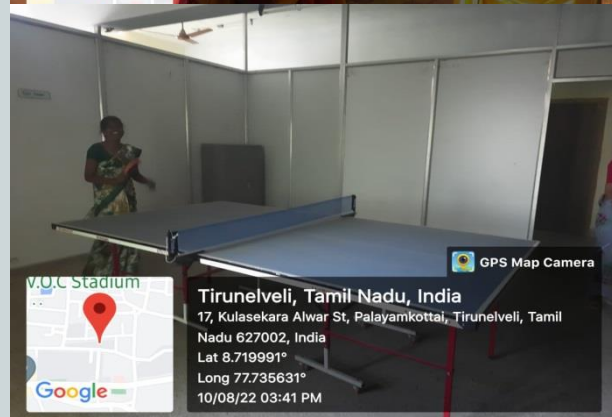 GPS Map Camera
V.O.C Stadium
Google
Tirunelveli, Tamil Nadu, India
17, Kulasekara Alwar St, Palayamkottai, Tirunelveli, Tamil
Nadu 627002, India
Lat 8.719991°
Long 77.735631°
10/08/22 03:41 PM